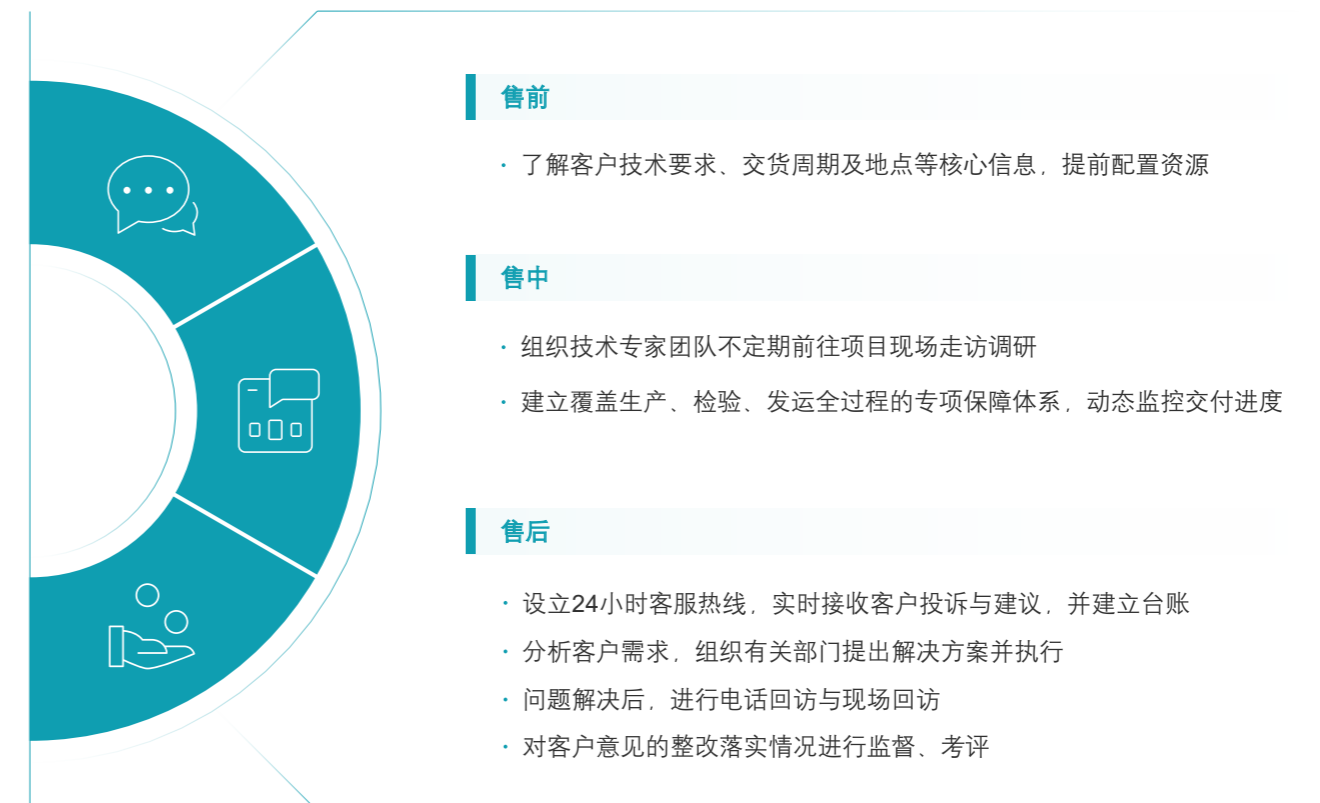 售前
· 了解客户技术要求、交货周期及地点等核心信息，提前配置资源
售中
· 组织技术专家团队不定期前往项目现场走访调研
· 建立覆盖生产、检验、发运全过程的专项保障体系，动态监控交付进度
售后
· 设立24小时客服热线，实时接收客户投诉与建议，并建立台账
· 分析客户需求，组织有关部门提出解决方案并执行
· 问题解决后，进行电话回访与现场回访
· 对客户意见的整改落实情况进行监督、考评